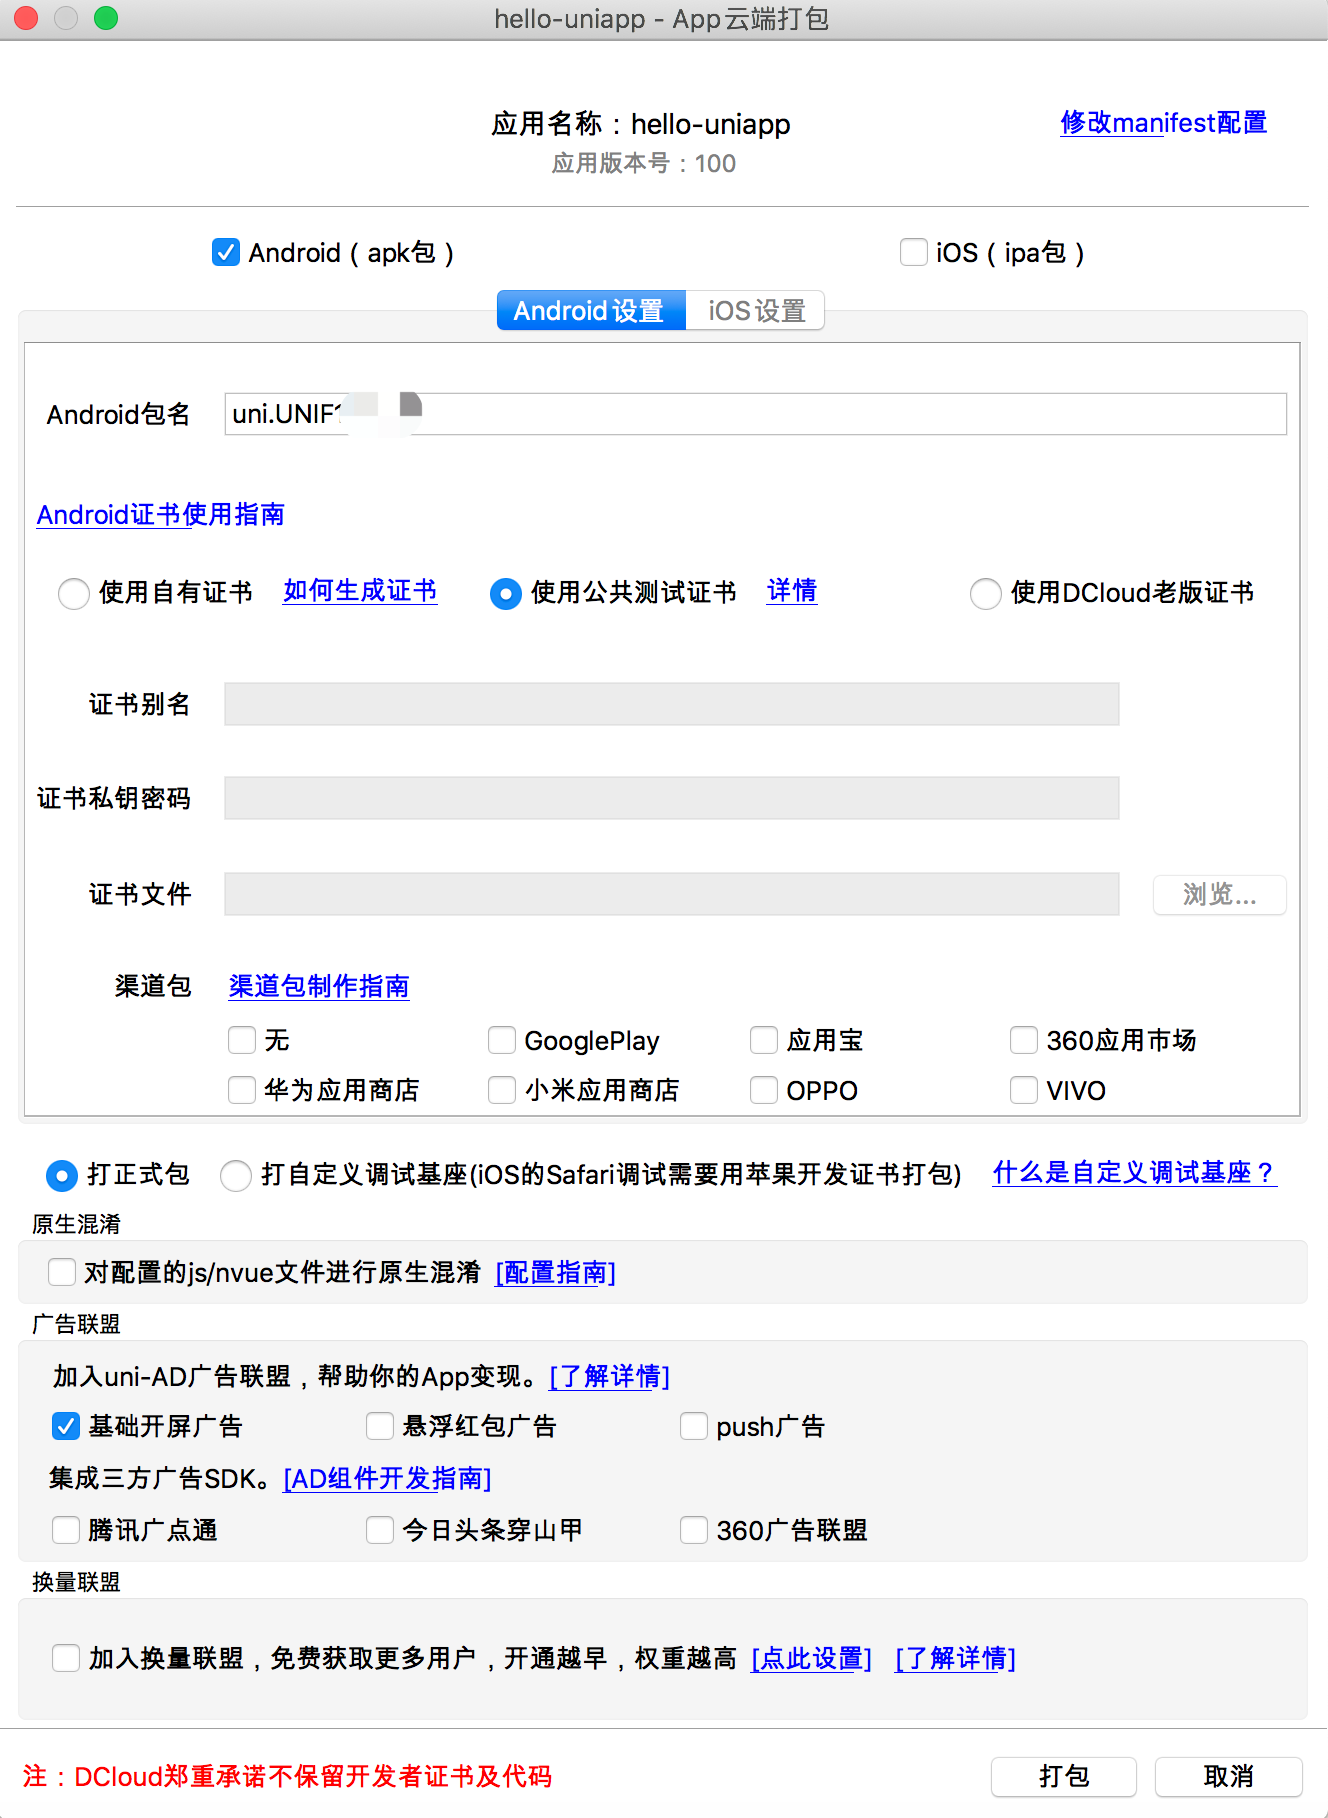 hello-uniapp - App云端打包
应用名称：hello-uniapp
修改manifest配置
应用版本号：100
Android（apk包）
iOS（ipa包）
Android设置
iOS设置
Android包名
uni.UNIF
Android证书使用指南
使用自有证书 如何生成证书 使用公共测试证书 详情 使用DCloud老版证书
证书别名
证书私钥密码
证书文件
浏览...
渠道包 渠道包制作指南
无 GooglePlay 应用宝 360应用市场
华为应用商店 小米应用商店 OPPO VIVO
打正式包 打自定义调试基座(iOS的Safari调试需要用苹果开发证书打包) 什么是自定义调试基座？
原生混淆
对配置的js/nvue文件进行原生混淆 [配置指南]
广告联盟
加入uni-AD广告联盟，帮助你的App变现。[了解详情]
基础开屏广告 悬浮红包广告 push广告
集成三方广告SDK。[AD组件开发指南]
腾讯广点通 今日头条穿山甲 360广告联盟
换量联盟
加入换量联盟，免费获取更多用户，开通越早，权重越高 [点此设置] [了解详情]
注：DCloud郑重承诺不保留开发者证书及代码
打包 取消